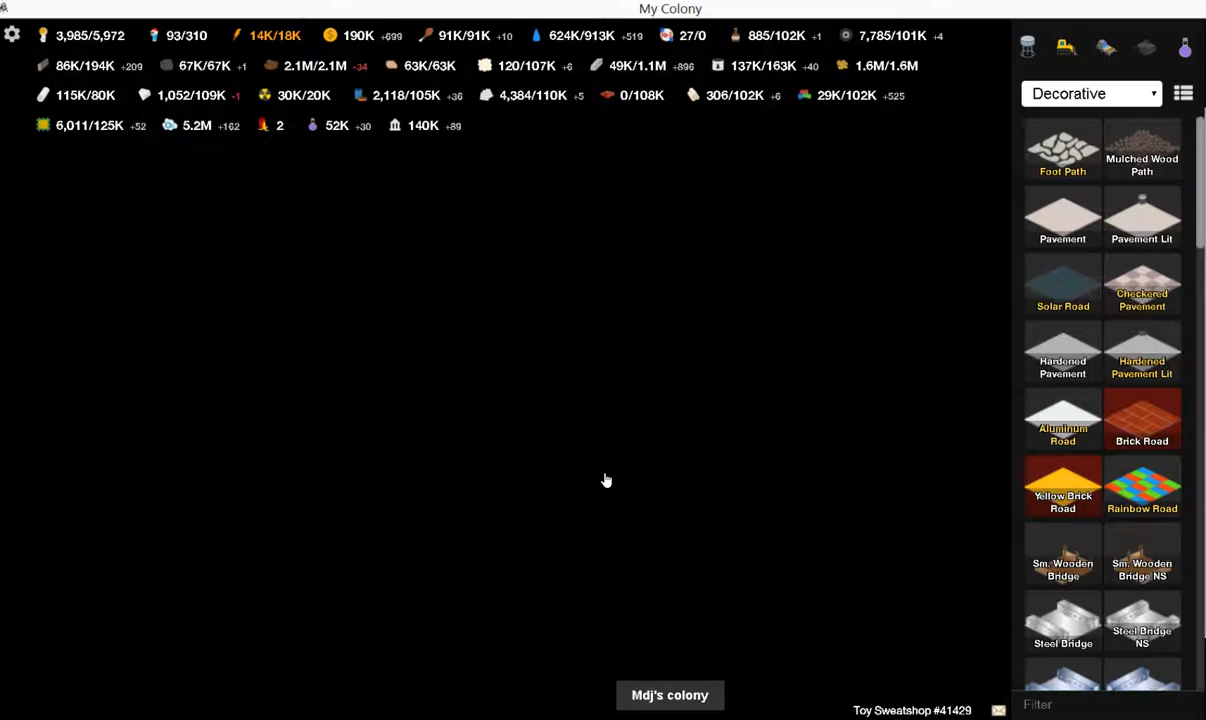 My Colony
3,985/5,972 93/310 14K/18K 190K +699 91K/91K +10 624K/913K +519 27/0 885/102K +1 7,785/101K +4
86K/194K +209 67K/67K +1 2.1M/2.1M -34 63K/63K 120/107K +6 49K/1.1M +896 137K/163K +40 1.6M/1.6M
115K/80K 1,052/109K -1 30K/20K 2,118/105K +36 4,384/110K +5 0/108K 306/102K +6 29K/102K +525
6,011/125K +52 5.2M +162 2 52K +30 140K +89
Decorative
Foot Path
Mulched Wood
Path
Pavement
Pavement Lit
Solar Road
Checkered
Pavement
Hardened
Pavement
Hardened
Pavement Lit
Aluminum
Road
Brick Road
Yellow Brick
Road
Rainbow Road
Sm. Wooden
Bridge
Sm. Wooden
Bridge NS
Steel Bridge
Steel Bridge
NS
Mdj's colony
Toy Sweatshop #41429
Filter